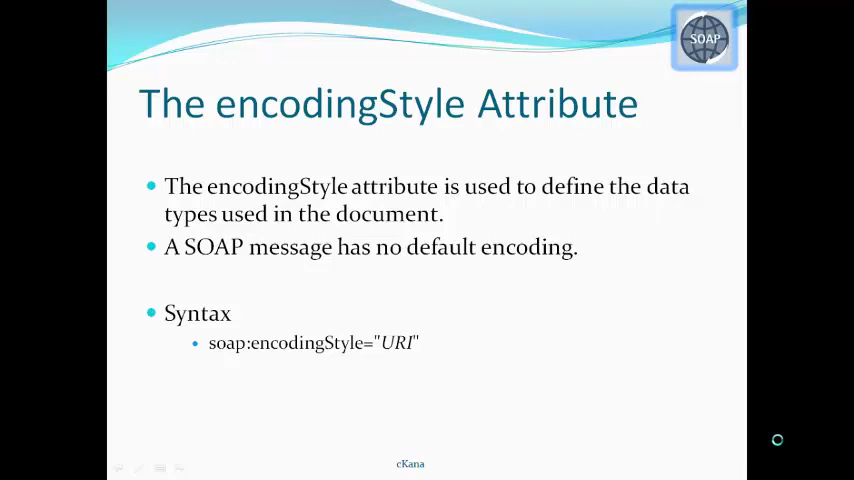 SOAP
The encodingStyle Attribute
The encodingStyle attribute is used to define the data
types used in the document.
A SOAP message has no default encoding.
Syntax
soap:encodingStyle="URI"
cKana